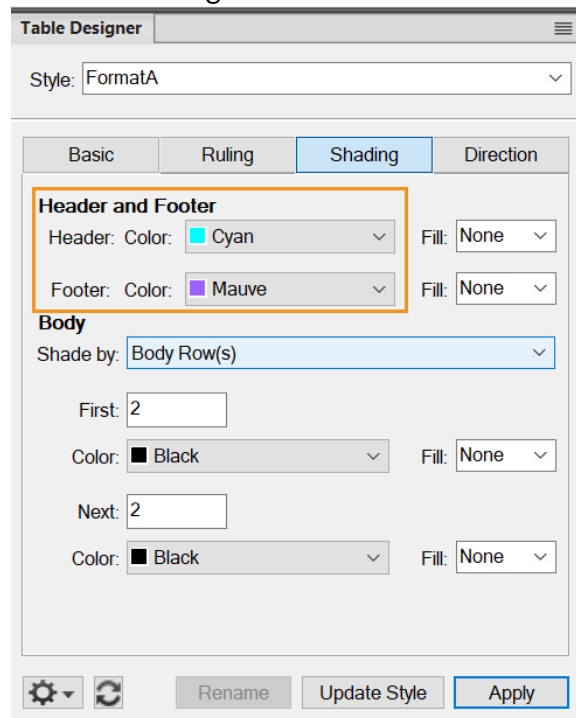 Table Designer
Style: FormatA
Basic Ruling Shading Direction
Header and Footer
Header: Color: Cyan Fill: None
Footer: Color: Mauve Fill: None
Body
Shade by: Body Row(s)
First: 2
Color: Black Fill: None
Next: 2
Color: Black Fill: None
Rename Update Style Apply